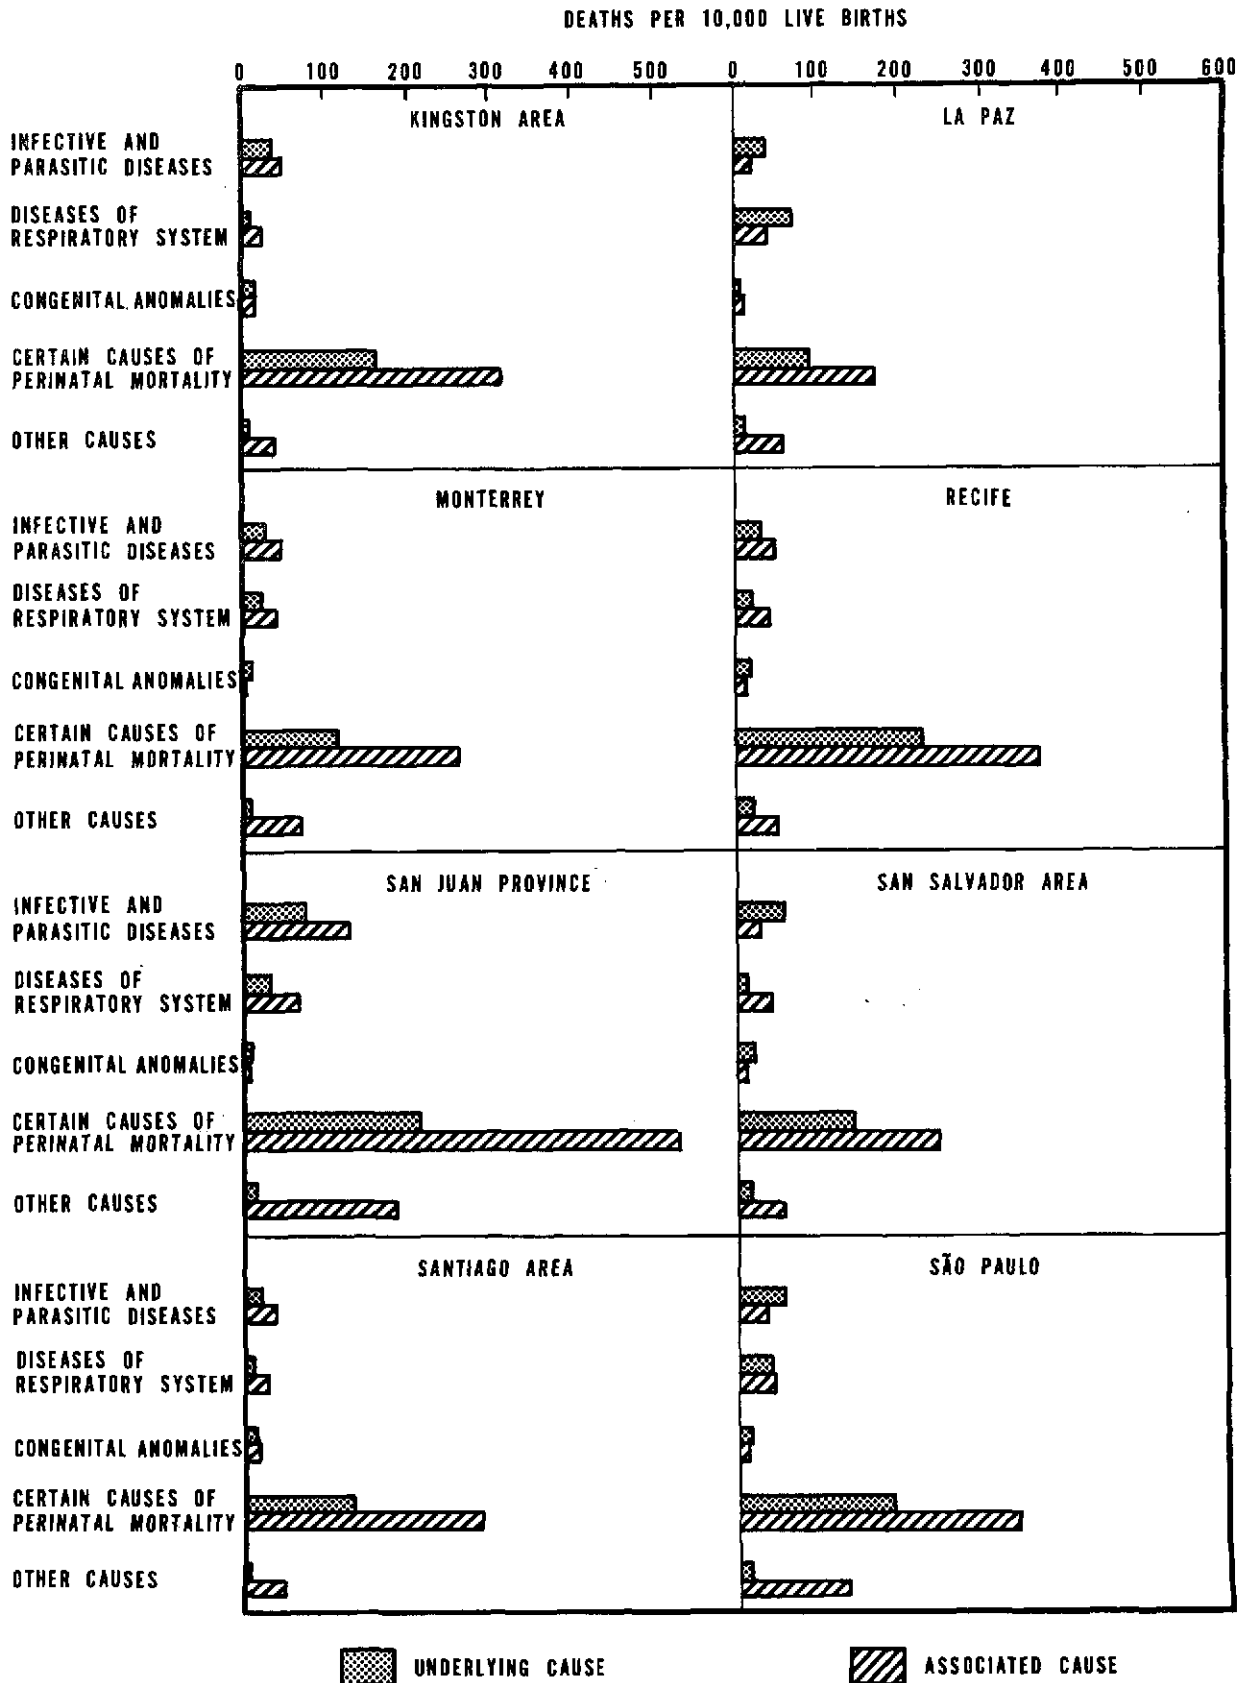 DEATHS PER 10,000 LIVE BIRTHS
0 100 200 300 500 0 100 200 300 400 500 600
KINGSTON AREA
LA PAZ
INFECTIVE AND
PARASITIC DISEASES
DISEASES OF
RESPIRATORY SYSTEM
CONGENITAL ANOMALIES
CERTAIN CAUSES OF
PERINATAL MORTALITY
OTHER CAUSES
MONTERREY
RECIFE
INFECTIVE AND
PARASITIC DISEASES
DISEASES OF
RESPIRATORY SYSTEM
CONGENITAL ANOMALIES
CERTAIN CAUSES OF
PERINATAL MORTALITY
OTHER CAUSES
SAN JUAN PROVINCE
SAN SALVADOR AREA
INFECTIVE AND
PARASITIC DISEASES
DISEASES OF
RESPIRATORY SYSTEM
CONGENITAL ANOMALIES
CERTAIN CAUSES OF
PERINATAL MORTALITY
OTHER CAUSES
SANTIAGO AREA
SÃO PAULO
INFECTIVE AND
PARASITIC DISEASES
DISEASES OF
RESPIRATORY SYSTEM
CONGENITAL ANOMALIES
CERTAIN CAUSES OF
PERINATAL MORTALITY
OTHER CAUSES
UNDERLYING CAUSE
ASSOCIATED CAUSE